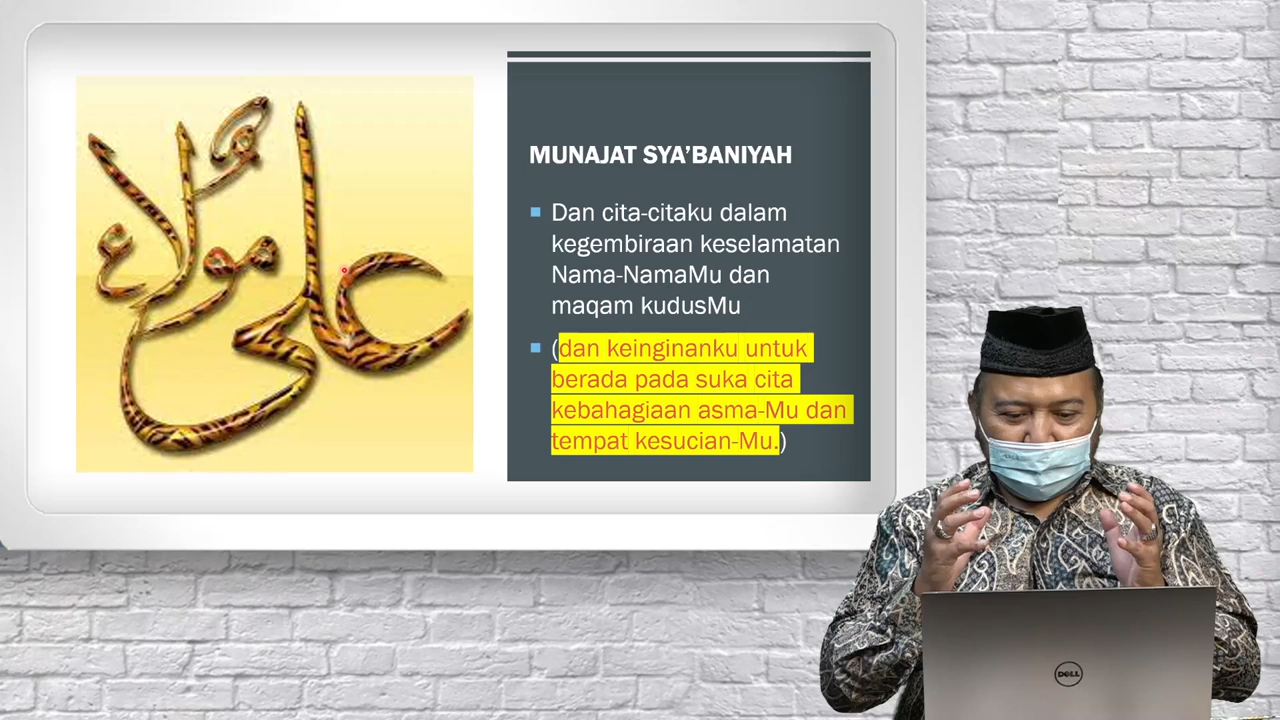 علی مولاء
MUNAJAT SYA’BANIYAH
Dan cita-citaku dalam
kegembiraan keselamatan
Nama-NamaMu dan
maqam kudusMu
(dan keinginanku untuk
berada pada suka cita
kebahagiaan asma-Mu dan
tempat kesucian-Mu.)
DELL